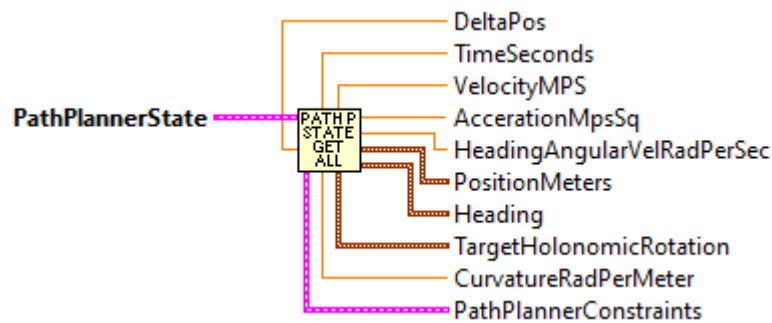 DeltaPos
TimeSeconds
VelocityMPS
PathPlannerState
AccerationMpsSq
PATH P
STATE
GET
ALL
HeadingAngularVelRadPerSec
PositionMeters
Heading
TargetHolonomicRotation
CurvatureRadPerMeter
PathPlannerConstraints